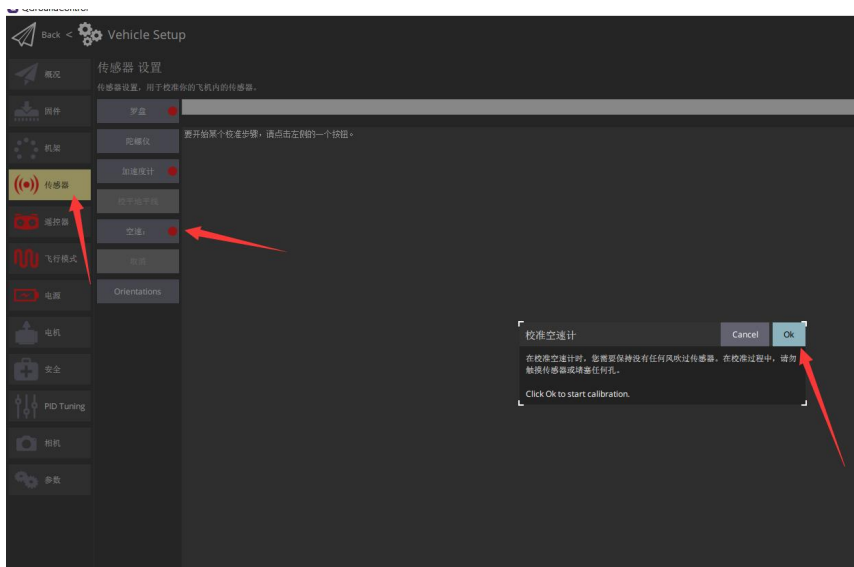 Back < Vehicle Setup
传感器 设置
传感器设置，用于校准你的飞机内的传感器。
概况
固件
机架
传感器
遥控器
飞行模式
电源
电机
安全
PID Tuning
相机
参数
罗盘
陀螺仪
加速度计
校平地平线
空速:
取消
Orientations
要开始某个校准步骤，请点击左侧的一个按钮。
校准空速计
Cancel
Ok
在校准空速计时，您需要保持没有任何风吹过传感器。在校准过程中，请勿
触摸传感器或堵塞任何孔。
Click Ok to start calibration.